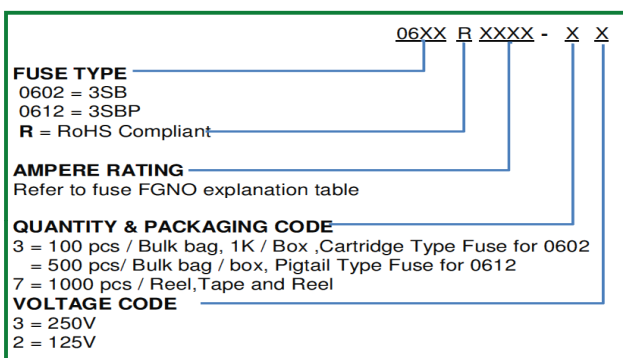 06XX R XXXX - X X
FUSE TYPE
0602 = 3SB
0612 = 3SBP
R = RoHS Compliant
AMPERE RATING
Refer to fuse FGNO explanation table
QUANTITY & PACKAGING CODE
3 = 100 pcs / Bulk bag, 1K / Box ,Cartridge Type Fuse for 0602
= 500 pcs/ Bulk bag / box, Pigtail Type Fuse for 0612
7 = 1000 pcs / Reel,Tape and Reel
VOLTAGE CODE
3 = 250V
2 = 125V